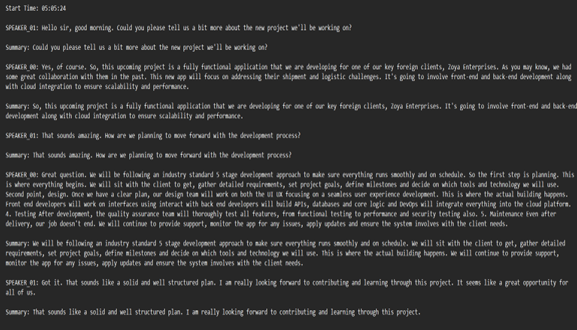 Start Time: 05:05:24
SPEAKER_01: Hello sir, good morning. Could you please tell us a bit more about the new project we'll be working on?
Summary: Could you please tell us a bit more about the new project we'll be working on?
SPEAKER_00: Yes, of course. So, this upcoming project is a fully functional application that we are developing for one of our key foreign clients, Zoya Enterprises. As you may know, we had
some great collaboration with them in the past. This new app will focus on addressing their shipment and logistic challenges. It's going to involve front-end and back-end development along
with cloud integration to ensure scalability and performance.
Summary: So, this upcoming project is a fully functional application that we are developing for one of our key foreign clients, Zoya Enterprises. It's going to involve front-end and back-end
development along with cloud integration to ensure scalability and performance.
SPEAKER_01: That sounds amazing. How are we planning to move forward with the development process?
Summary: That sounds amazing. How are we planning to move forward with the development process?
SPEAKER_00: Great question. We will be following an industry standard 5 stage development approach to make sure everything runs smoothly and on schedule. So the first step is planning. This
is where everything begins. We will sit with the client to get, gather detailed requirements, set project goals, define milestones and decide on which tools and technology we will use.
Second point, design. Once we have a clear plan, our design team will work on both the UI UX focusing on a seamless user experience development. This is where the actual building happens.
Front end developers will work on interfaces using interact with back end developers will build APIs, databases and core logic and DevOps will integrate everything into the cloud platform.
4. Testing After development, the quality assurance team will thoroughly test all features, from functional testing to performance and security testing also. 5. Maintenance Even after
delivery, our job doesn't end. We will continue to provide support, monitor the app for any issues, apply updates and ensure the system involves with the client needs.
Summary: We will be following an industry standard 5 stage development approach to make sure everything runs smoothly and on schedule. We will sit with the client to get, gather detailed
requirements, set project goals, define milestones and decide on which tools and technology we will use. This is where the actual building happens. We will continue to provide support,
monitor the app for any issues, apply updates and ensure the system involves with the client needs.
SPEAKER_01: Got it. That sounds like a solid and well structured plan. I am really looking forward to contributing and learning through this project. It seems like a great opportunity for
all of us.
Summary: That sounds like a solid and well structured plan. I am really looking forward to contributing and learning through this project.